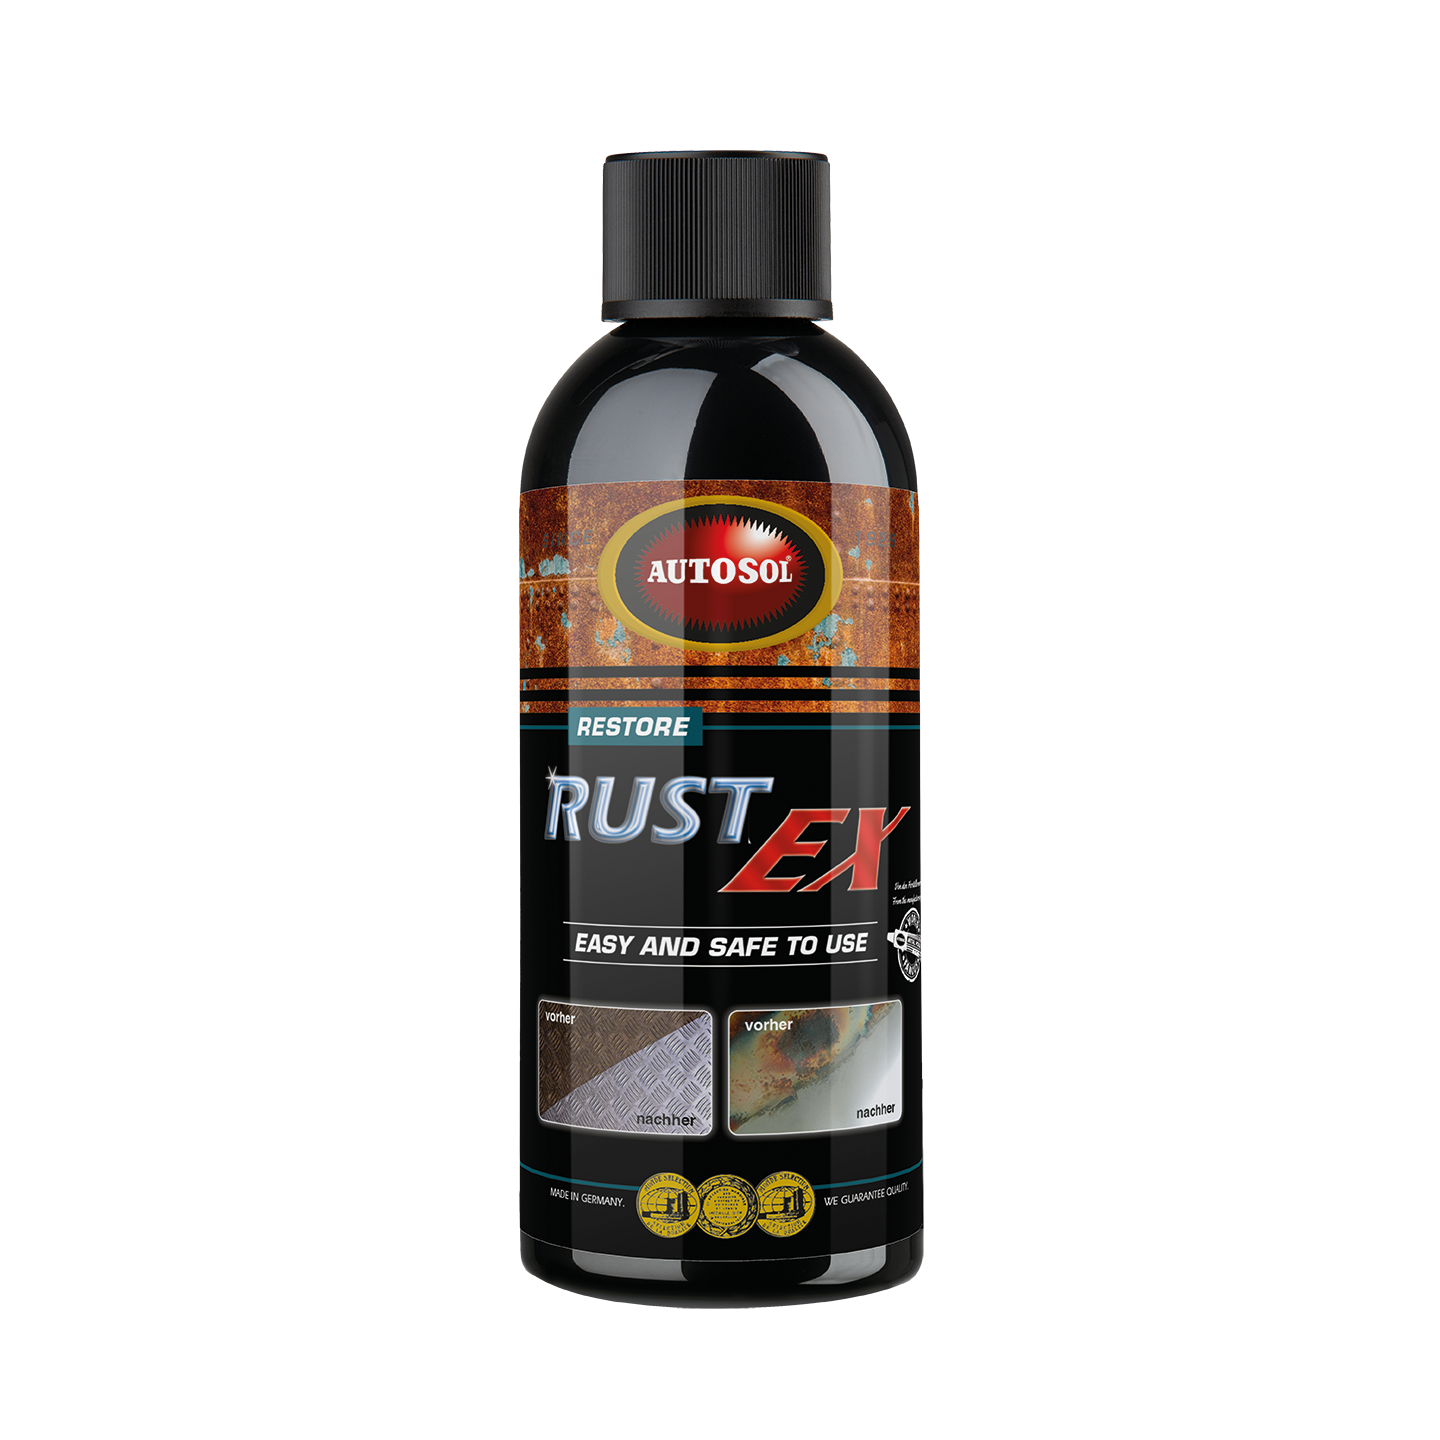 AUTOSOL®
RESTORE
RUST
EX
EASY AND SAFE TO USE
vorher
nachher
vorher
nachher
MADE IN GERMANY.
WE GUARANTEE QUALITY.